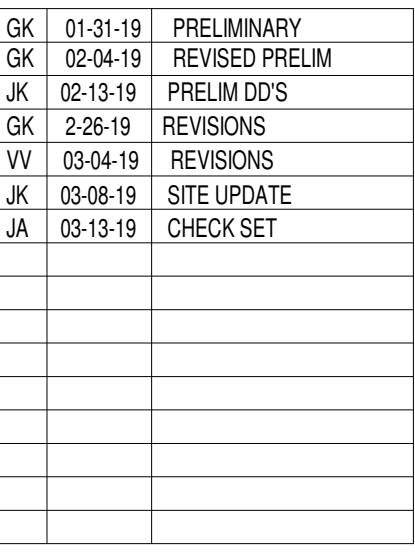 GK 01-31-19 PRELIMINARY
GK 02-04-19 REVISED PRELIM
JK 02-13-19 PRELIM DD'S
GK 2-26-19 REVISIONS
VV 03-04-19 REVISIONS
JK 03-08-19 SITE UPDATE
JA 03-13-19 CHECK SET